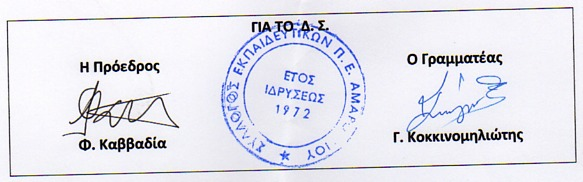 ΓΙΑ ΤΟ. Δ. Σ.
Η Πρόεδρος
Ο Γραμματέας
ΣΥΛΛΟΓΟΣ ΕΚΠΑΙΔΕΥΤΙΚΩΝ Π.Ε. ΑΜΑΡΟΥΣΙΟΥ
ΕΤΟΣ
ΙΔΡΥΣΕΩΣ
1972
Φ. Καββαδία
Γ. Κοκκινομηλιώτης